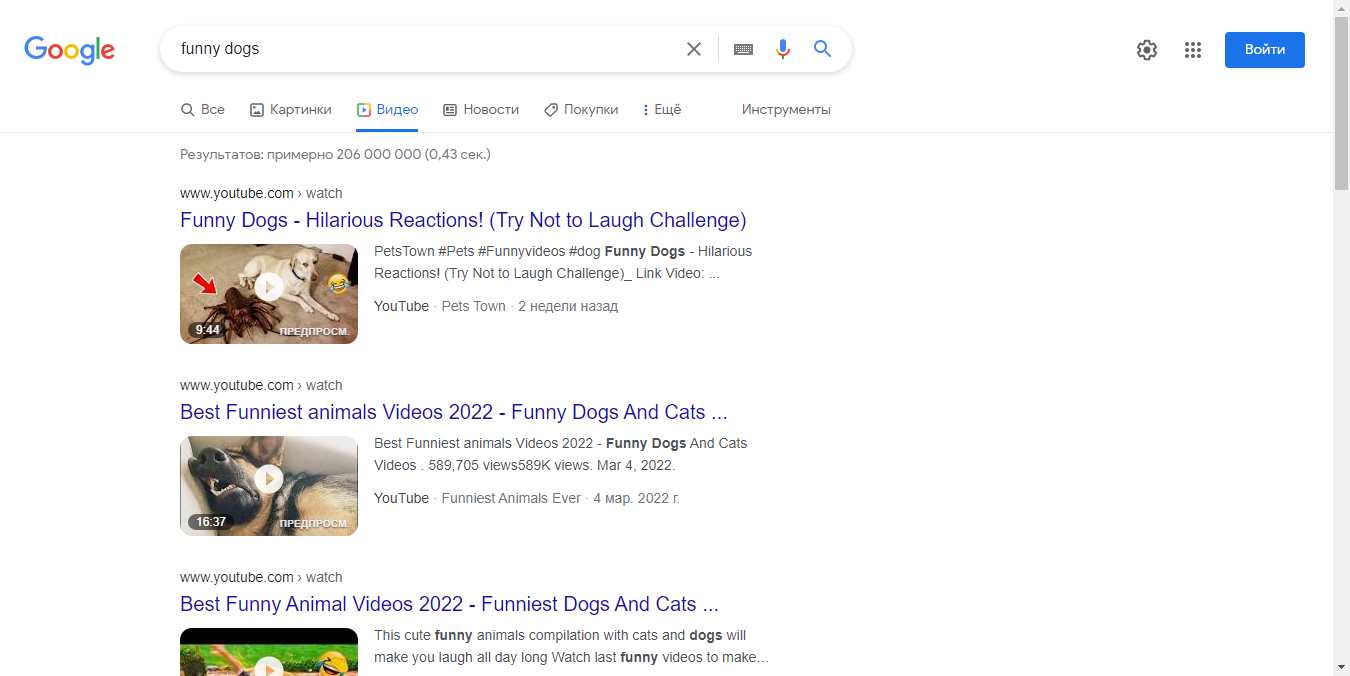 Google
funny dogs
Войти
Все
Картинки
Видео
Новости
Покупки
Ещё
Инструменты
Результатов: примерно 206 000 000 (0,43 сек.)
www.youtube.com › watch
Funny Dogs - Hilarious Reactions! (Try Not to Laugh Challenge)
PetsTown #Pets #Funnyvideos #dog Funny Dogs - Hilarious
Reactions! (Try Not to Laugh Challenge)_ Link Video: ...
YouTube · Pets Town · 2 недели назад
9:44
ПРЕДПРОСМ.
www.youtube.com › watch
Best Funniest animals Videos 2022 - Funny Dogs And Cats ...
Best Funniest animals Videos 2022 - Funny Dogs And Cats
Videos . 589,705 views589K views. Mar 4, 2022.
YouTube · Funniest Animals Ever · 4 мар. 2022 г.
16:37
ПРЕДПРОСМ.
www.youtube.com › watch
Best Funny Animal Videos 2022 - Funniest Dogs And Cats ...
This cute funny animals compilation with cats and dogs will
make you laugh all day long Watch last funny videos to make…